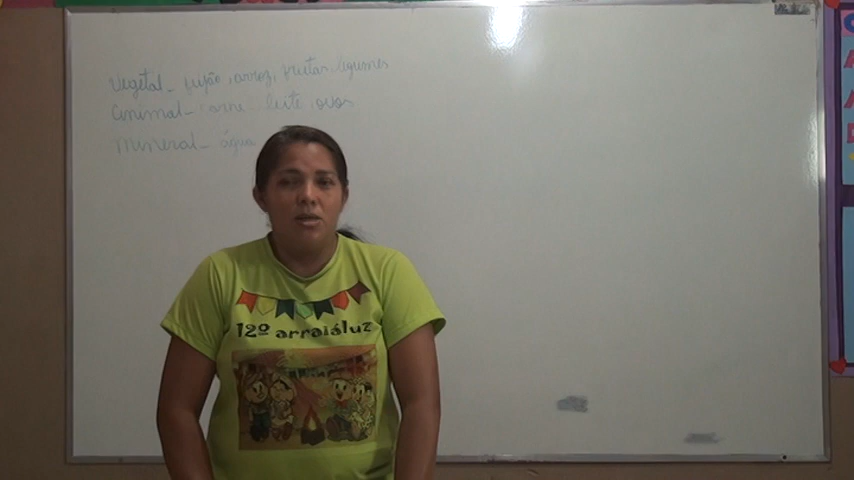 Vegetal - feijão, arroz, frutas, legumes
Animal - carne leite, ovos
mineral - água
12º arraiáluz